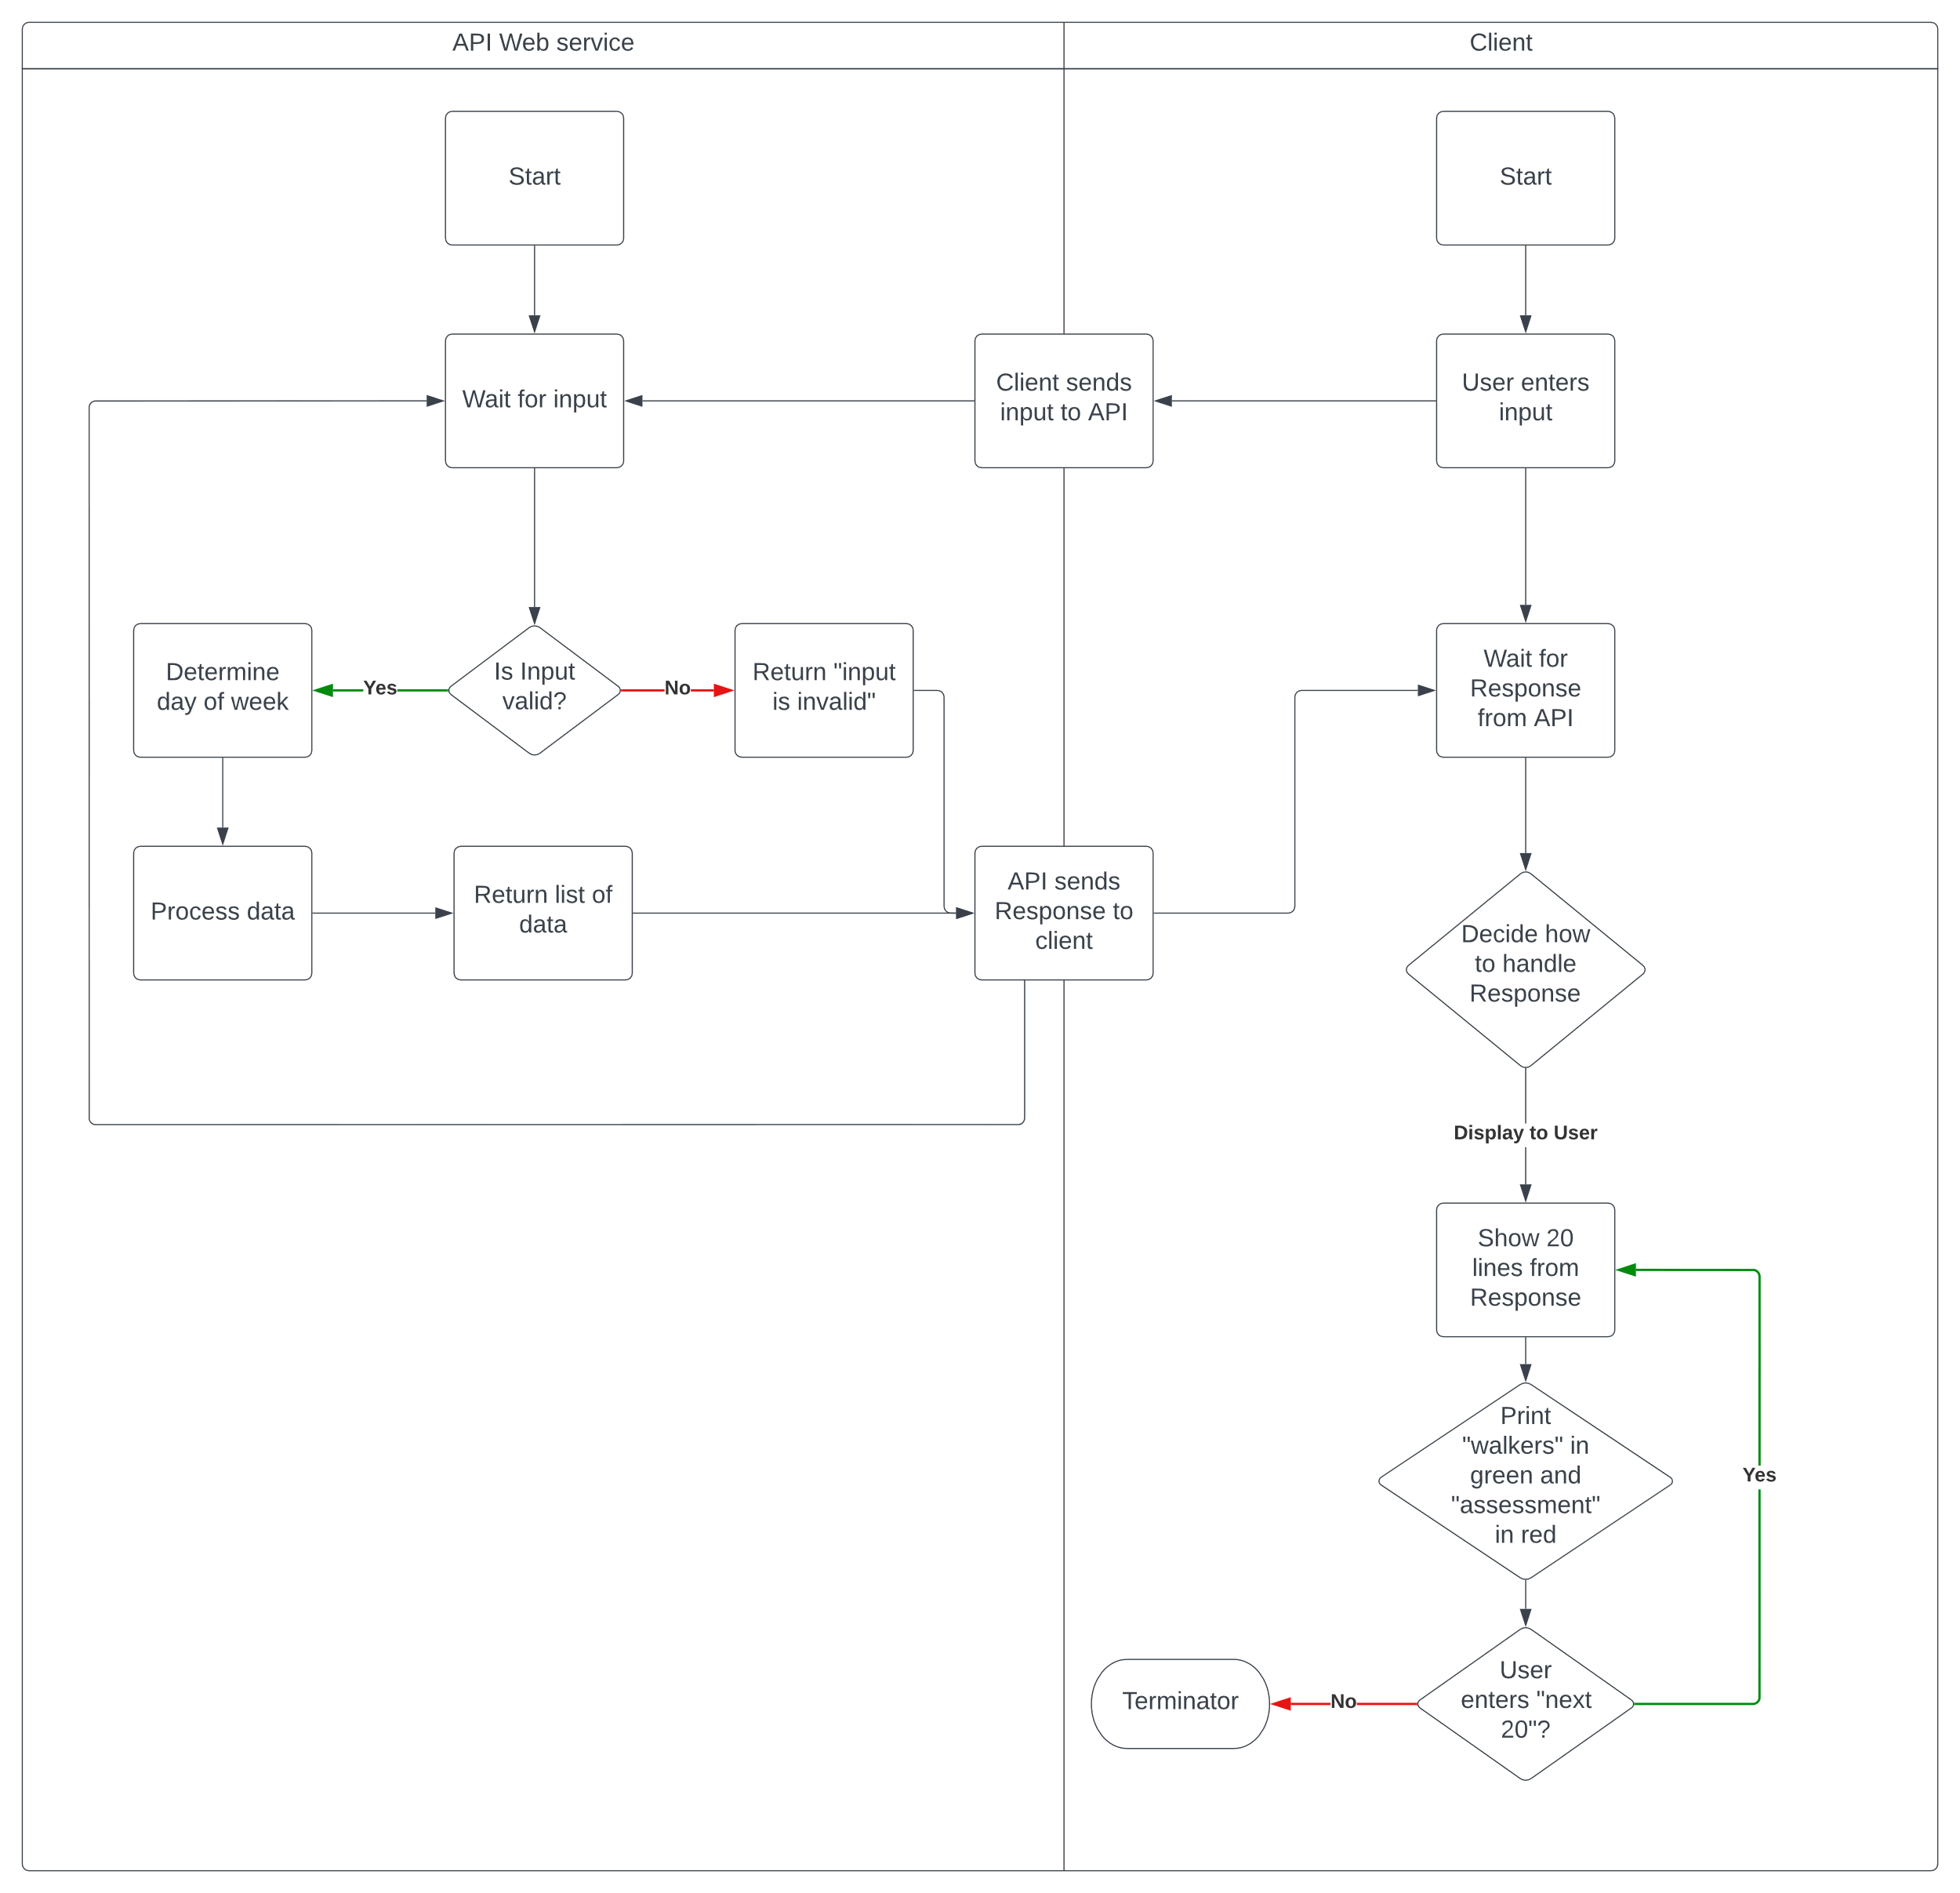 API Web service
Client
Start
Start
Wait for input
Client sends
input to API
User enters
input
Determine
day of week
Yes
Is Input
valid?
No
Return "input
is invalid"
Wait for
Response
from API
Process data
Return list of
data
API sends
Response to
client
Decide how
to handle
Response
Display to User
Show 20
lines from
Response
Print
"walkers" in
green and
"assessment"
in red
Yes
Terminator
No
User
enters "next
20"?